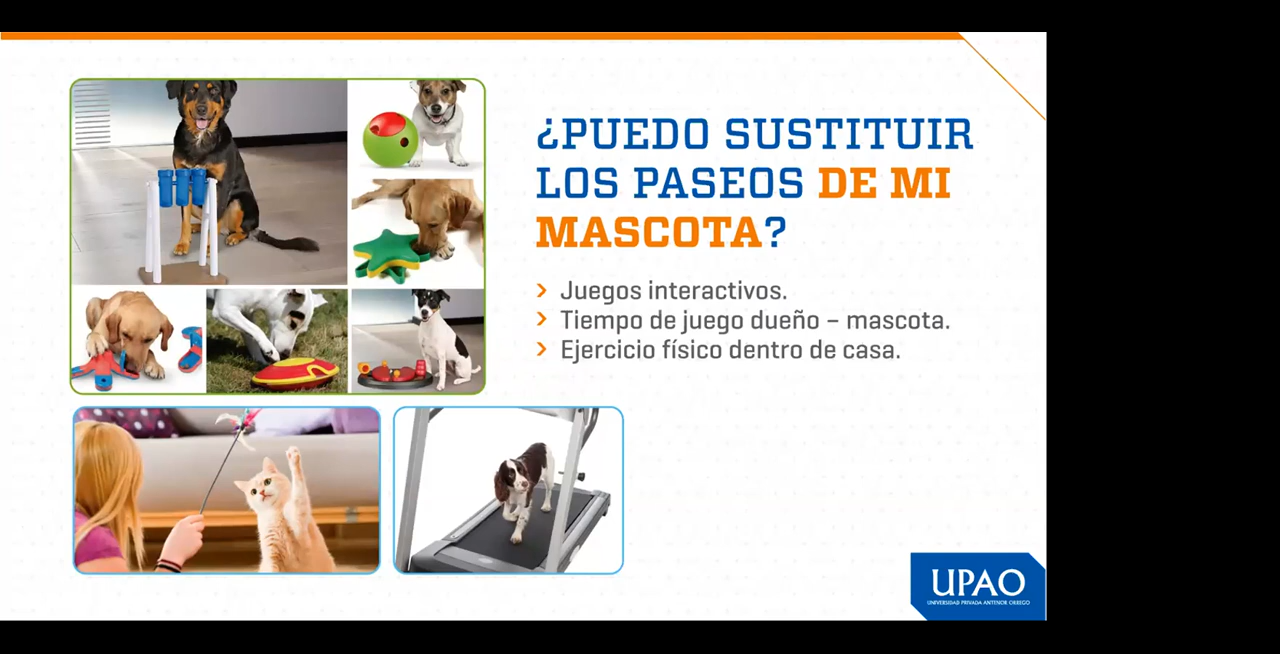 ¿PUEDO SUSTITUIR
LOS PASEOS DE MI
MASCOTA?
Juegos interactivos.
Tiempo de juego dueño – mascota.
Ejercicio físico dentro de casa.
UPAO
UNIVERSIDAD PRIVADA ANTENOR ORREGO